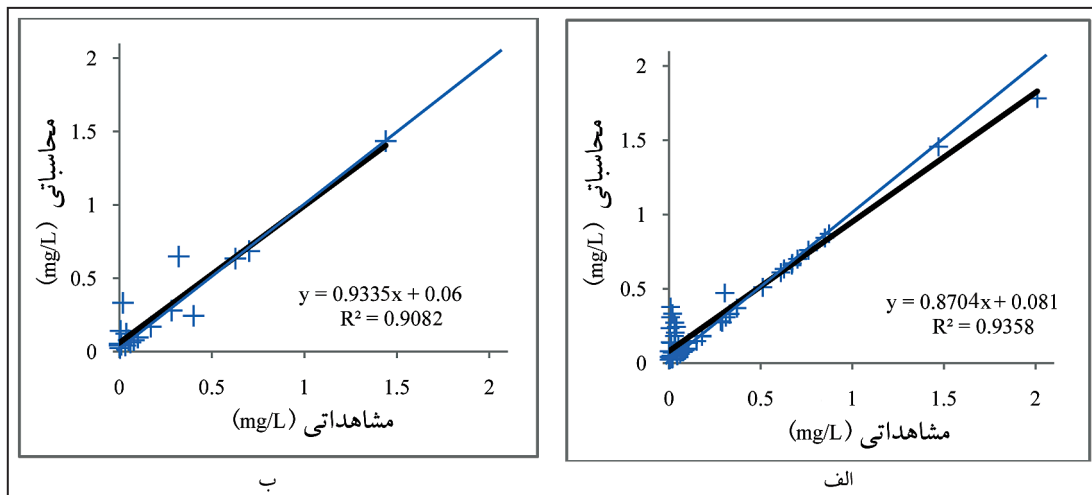 2
1.5
1
0.5
0
محاسباتی (mg/L)
y = 0.8704x + 0.081
R² = 0.9358
0 0.5 1 1.5 2
مشاهداتی (mg/L)
الف
2
1.5
1
0.5
0
محاسباتی (mg/L)
y = 0.9335x + 0.06
R² = 0.9082
0 0.5 1 1.5 2
مشاهداتی (mg/L)
ب